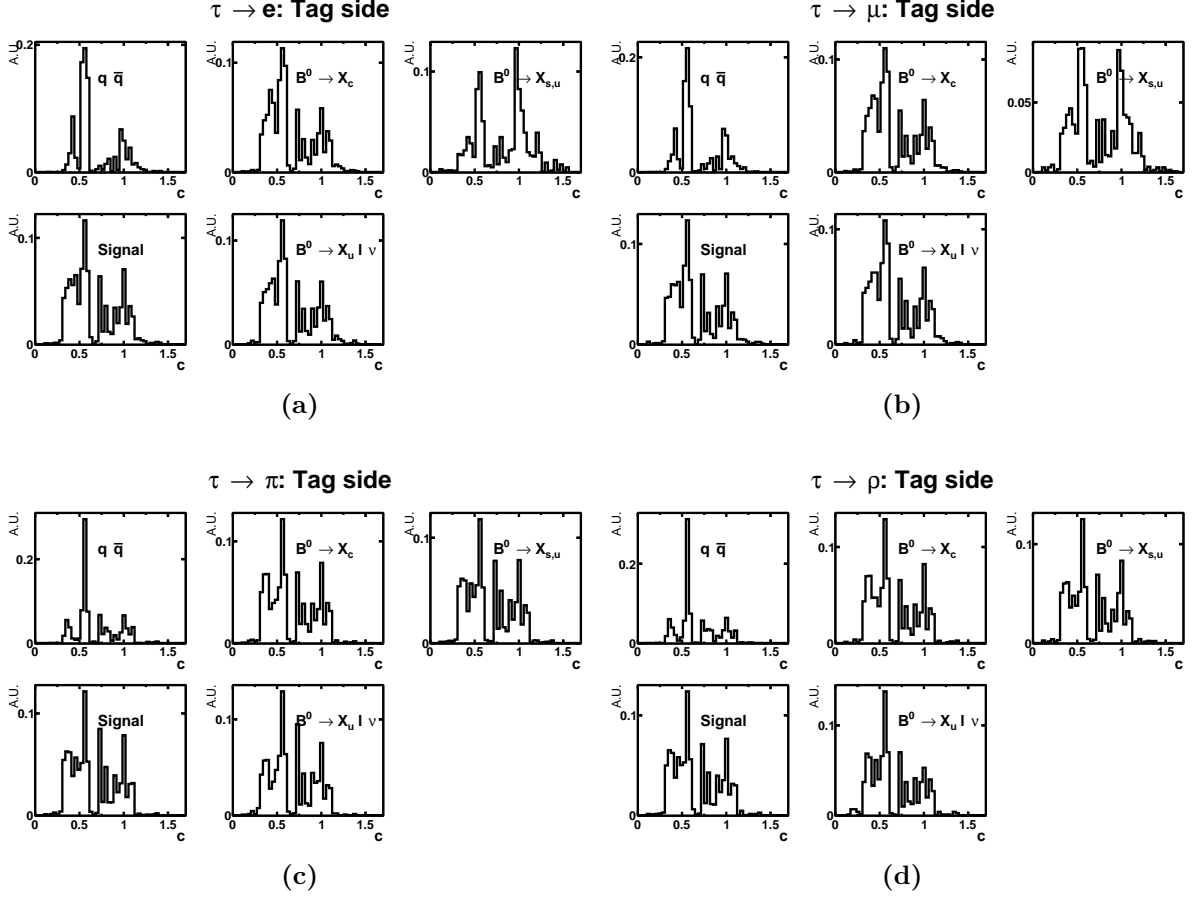 τ → e: Tag side
τ → μ: Tag side
A.U. 0.2 0 q q̅ 0 0.5 1 1.5 c
A.U. 0.1 0 B⁰ → X_c 0 0.5 1 1.5 c
A.U. 0.1 0 B⁰ → X_s,u 0 0.5 1 1.5 c
A.U. 0.2 0 q q̅ 0 0.5 1 1.5 c
A.U. 0.1 0 B⁰ → X_c 0 0.5 1 1.5 c
A.U. 0.05 0 B⁰ → X_s,u 0 0.5 1 1.5 c
A.U. 0.1 0 Signal 0 0.5 1 1.5 c
A.U. 0.1 0 B⁰ → X_u l ν 0 0.5 1 1.5 c
A.U. 0.1 0 Signal 0 0.5 1 1.5 c
A.U. 0.1 0 B⁰ → X_u l ν 0 0.5 1 1.5 c
(a)
(b)
τ → π: Tag side
τ → ρ: Tag side
A.U. 0.2 0 q q̅ 0 0.5 1 1.5 c
A.U. 0.1 0 B⁰ → X_c 0 0.5 1 1.5 c
A.U. 0.1 0 B⁰ → X_s,u 0 0.5 1 1.5 c
A.U. 0.2 0 q q̅ 0 0.5 1 1.5 c
A.U. 0.1 0 B⁰ → X_c 0 0.5 1 1.5 c
A.U. 0.1 0 B⁰ → X_s,u 0 0.5 1 1.5 c
A.U. 0.1 0 Signal 0 0.5 1 1.5 c
A.U. 0.1 0 B⁰ → X_u l ν 0 0.5 1 1.5 c
A.U. 0.1 0 Signal 0 0.5 1 1.5 c
A.U. 0.1 0 B⁰ → X_u l ν 0 0.5 1 1.5 c
(c)
(d)